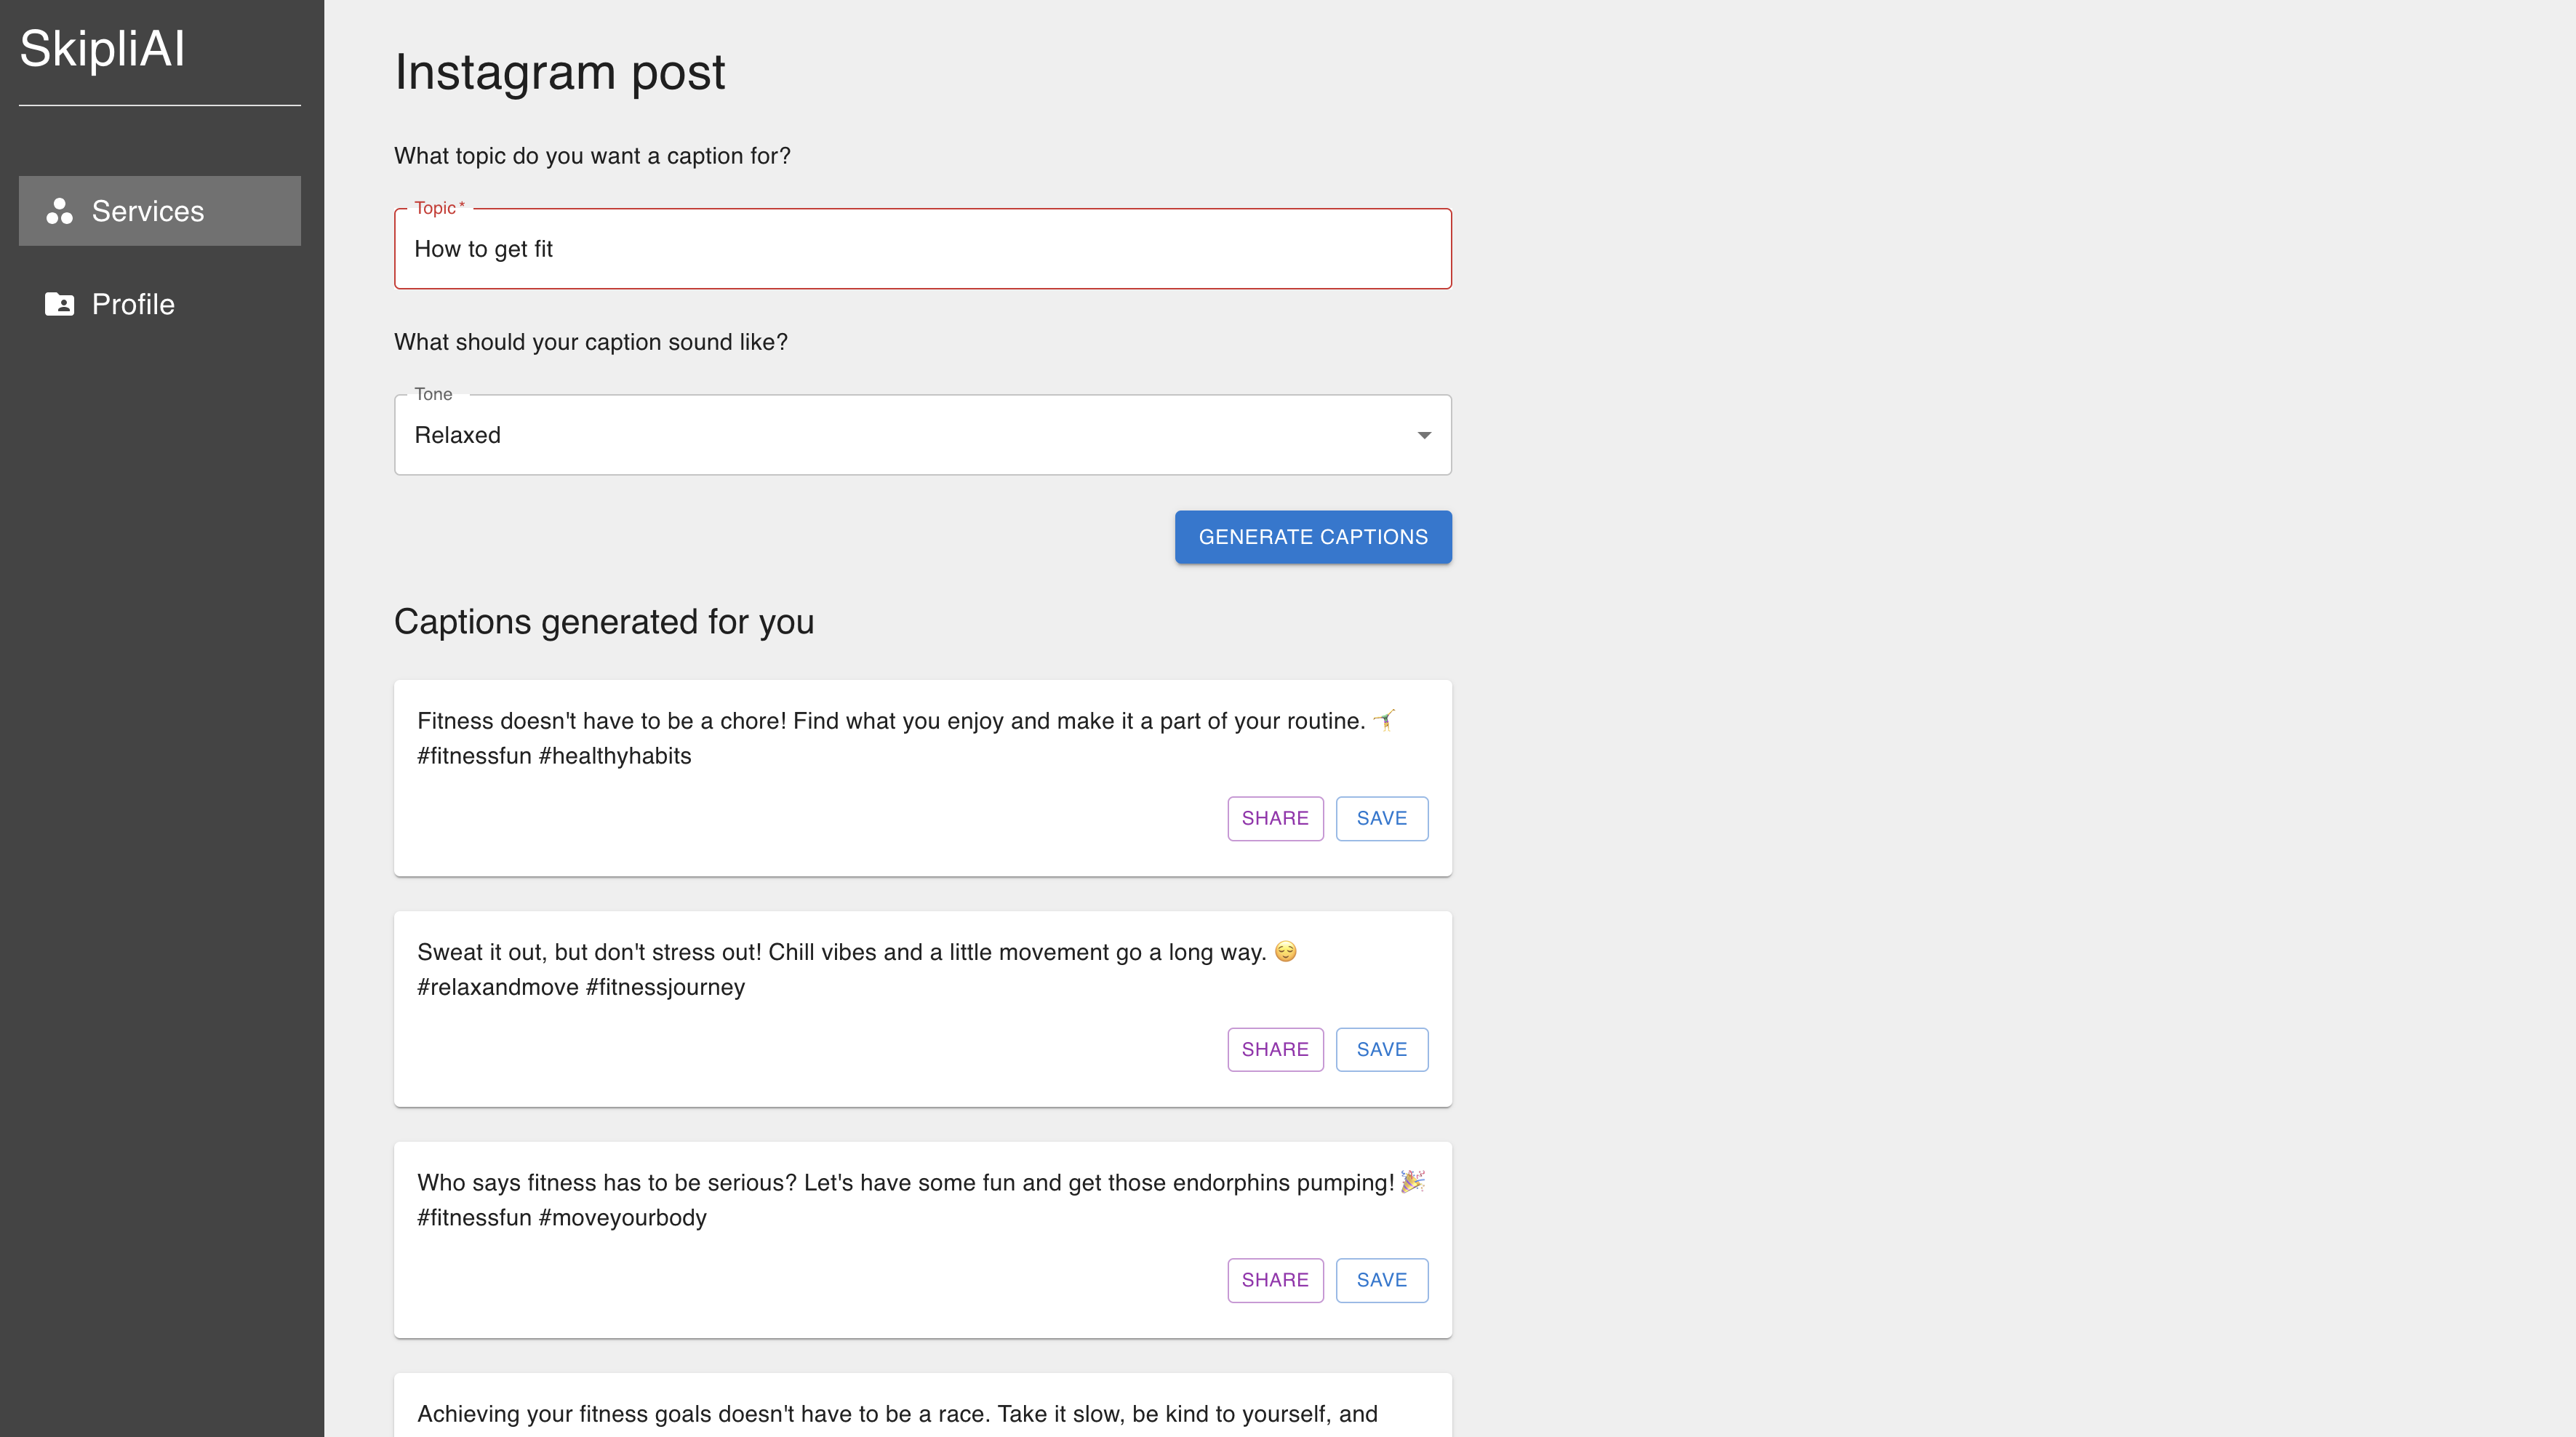 SkipliAI
Services
Profile
Instagram post
What topic do you want a caption for?
Topic *
How to get fit
What should your caption sound like?
Tone
Relaxed
GENERATE CAPTIONS
Captions generated for you
Fitness doesn't have to be a chore! Find what you enjoy and make it a part of your routine. 🤸
#fitnessfun #healthyhabits
SHARE SAVE
Sweat it out, but don't stress out! Chill vibes and a little movement go a long way. 😌
#relaxandmove #fitnessjourney
SHARE SAVE
Who says fitness has to be serious? Let's have some fun and get those endorphins pumping! 🎉
#fitnessfun #moveyourbody
SHARE SAVE
Achieving your fitness goals doesn't have to be a race. Take it slow, be kind to yourself, and